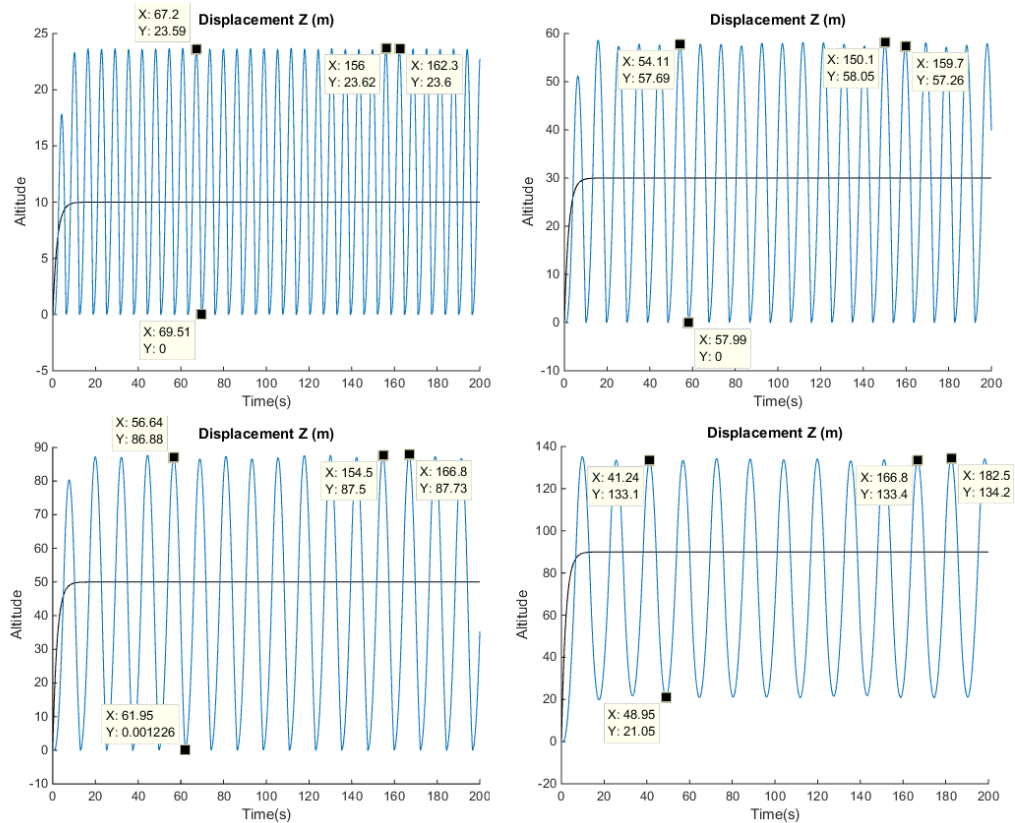 Displacement Z (m)
X: 67.2
Y: 23.59
X: 156
Y: 23.62
X: 162.3
Y: 23.6
X: 69.51
Y: 0
25
20
15
10
5
0
-5
Altitude
0 20 40 60 80 100 120 140 160 180 200
Time(s)
Displacement Z (m)
X: 54.11
Y: 57.69
X: 150.1
Y: 58.05
X: 159.7
Y: 57.26
X: 57.99
Y: 0
60
50
40
30
20
10
0
-10
Altitude
0 20 40 60 80 100 120 140 160 180 200
Time(s)
Displacement Z (m)
X: 56.64
Y: 86.88
X: 154.5
Y: 87.5
X: 166.8
Y: 87.73
X: 61.95
Y: 0.001226
90
80
70
60
50
40
30
20
10
0
-10
Altitude
0 20 40 60 80 100 120 140 160 180 200
Time(s)
Displacement Z (m)
X: 41.24
Y: 133.1
X: 166.8
Y: 133.4
X: 182.5
Y: 134.2
X: 48.95
Y: 21.05
140
120
100
80
60
40
20
0
-20
Altitude
0 20 40 60 80 100 120 140 160 180 200
Time(s)